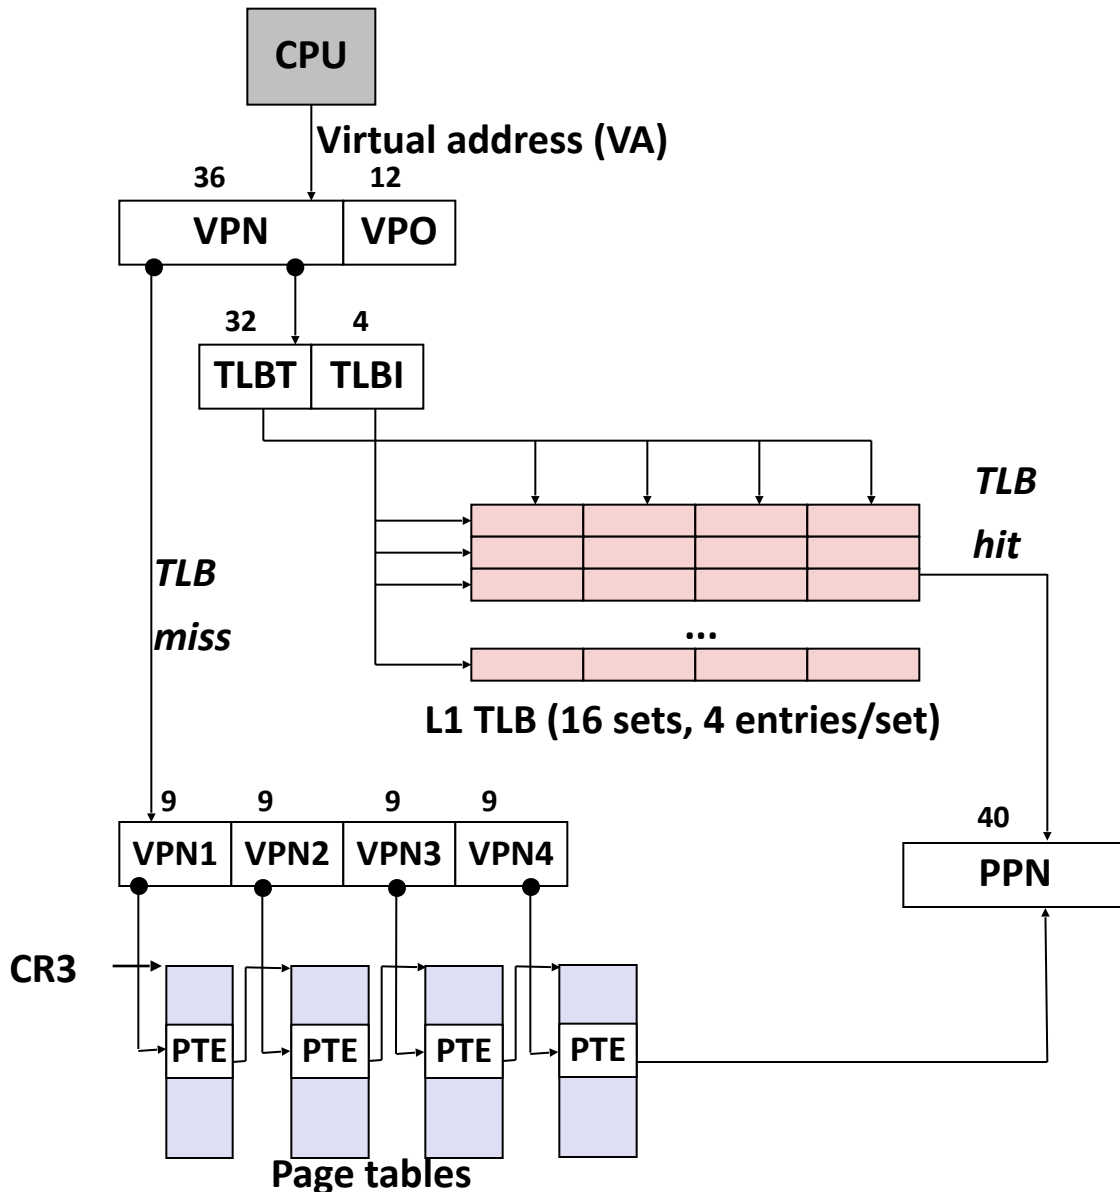 CPU
Virtual address (VA)
36 12
VPN VPO
32 4
TLBT TLBI
TLB
hit
TLB
miss
...
L1 TLB (16 sets, 4 entries/set)
9 9 9 9
VPN1 VPN2 VPN3 VPN4
40
PPN
CR3
PTE PTE PTE PTE
Page tables